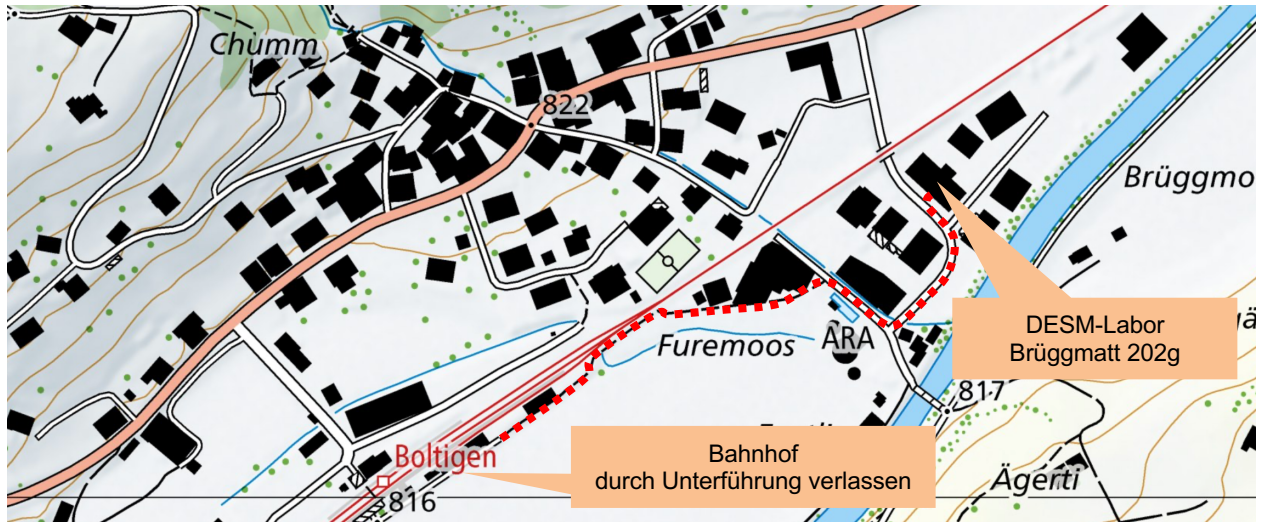 Chumm
822
Brüggmo
DESM-Labor
Brüggmatt 202g
Furemoos
ARA
817
Boltigen
Bahnhof
durch Unterführung verlassen
816
Ägerti